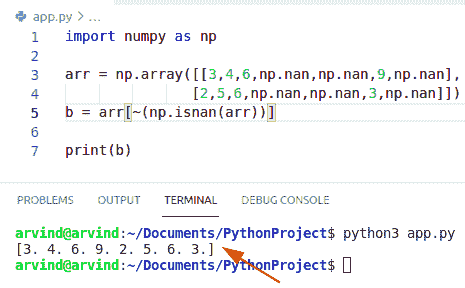 app.py > ...
1 import numpy as np
2
3 arr = np.array([[3,4,6,np.nan,np.nan,9,np.nan],
4 [2,5,6,np.nan,np.nan,3,np.nan]])
5 b = arr[~(np.isnan(arr))]
6
7 print(b)
PROBLEMS OUTPUT TERMINAL DEBUG CONSOLE
arvind@arvind:~/Documents/PythonProject$ python3 app.py
[3. 4. 6. 9. 2. 5. 6. 3.]
arvind@arvind:~/Documents/PythonProject$